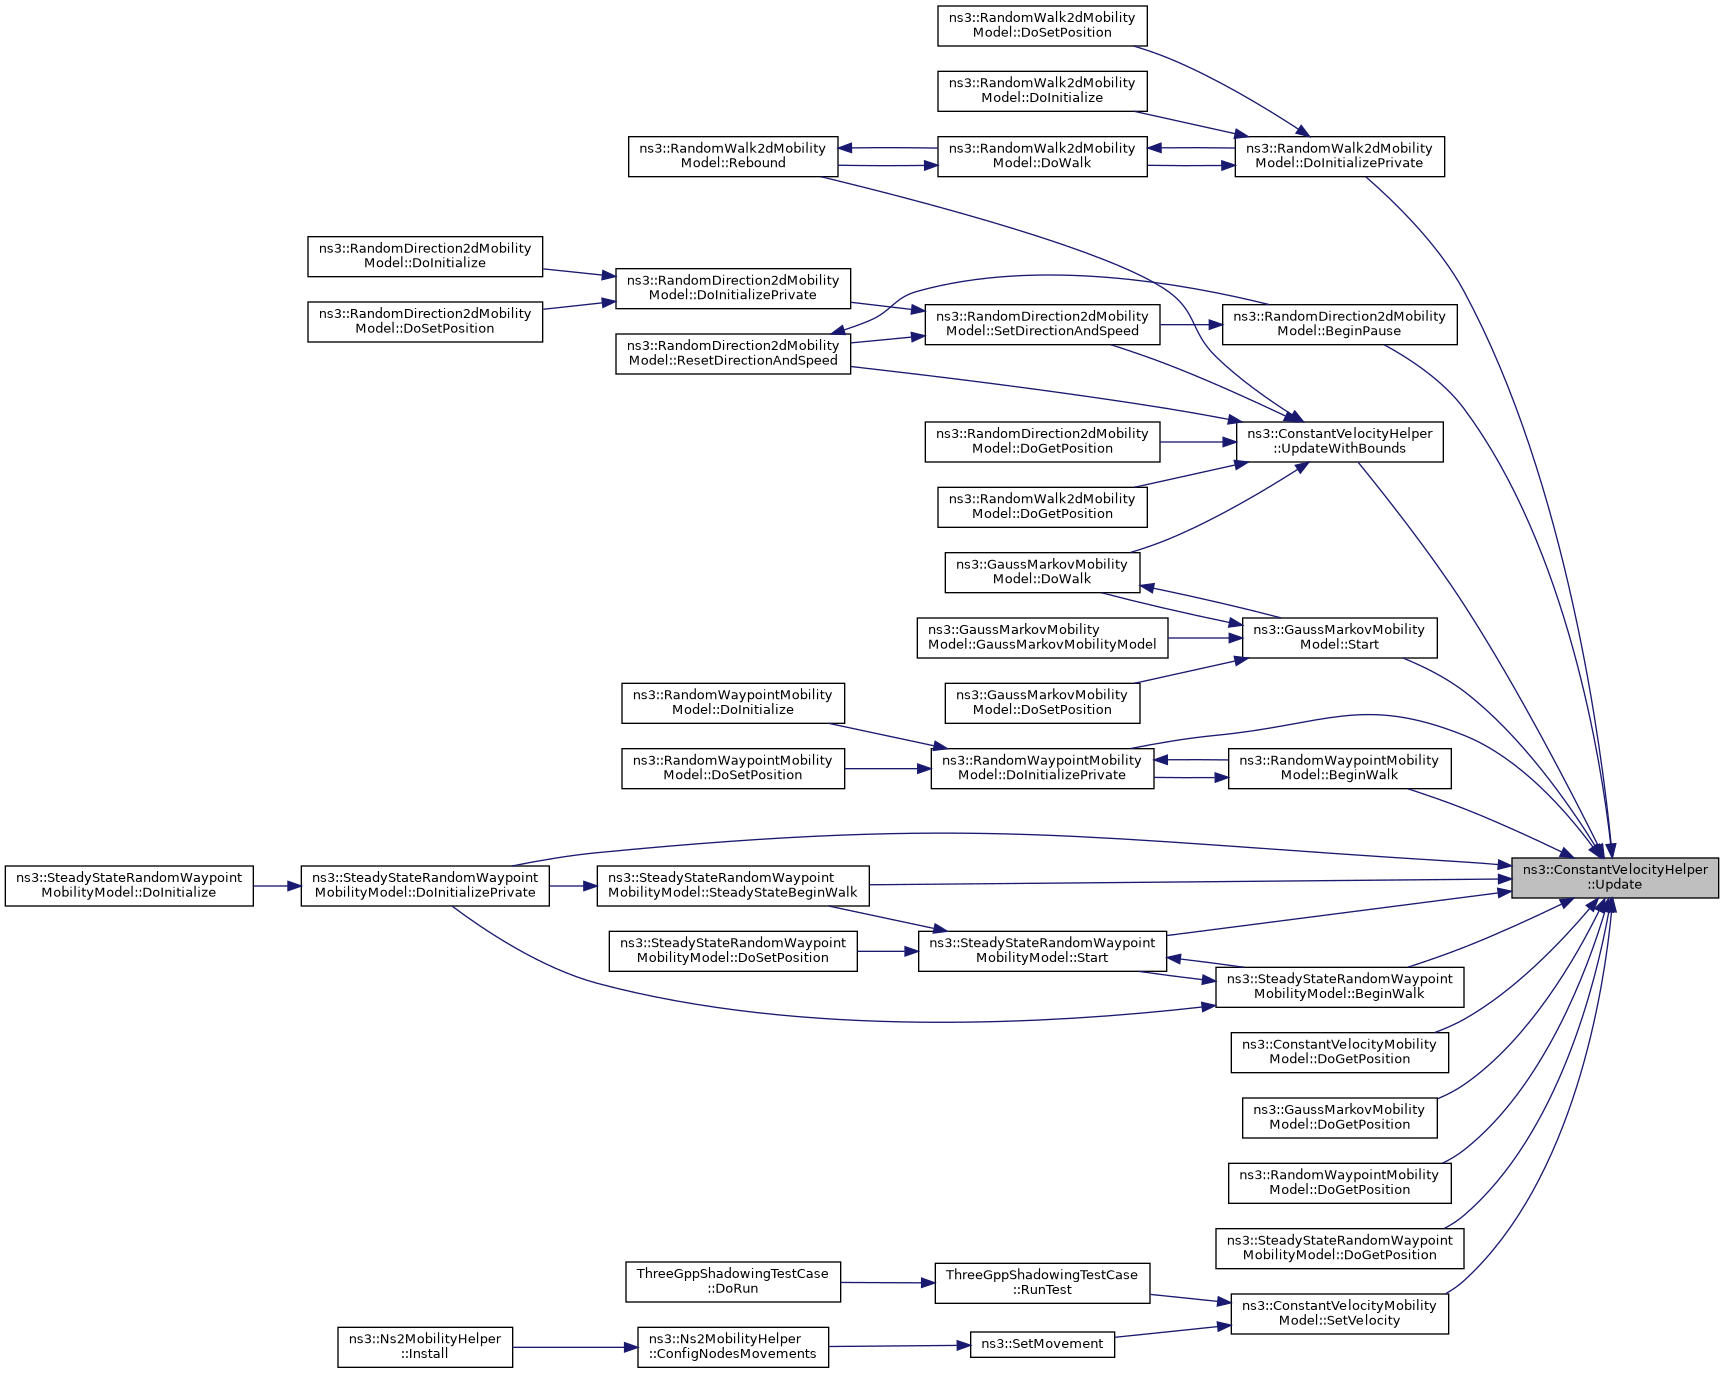 ns3::RandomWalk2dMobility
Model::DoSetPosition
ns3::RandomWalk2dMobility
Model::DoInitialize
ns3::RandomWalk2dMobility
Model::Rebound
ns3::RandomWalk2dMobility
Model::DoWalk
ns3::RandomWalk2dMobility
Model::DoInitializePrivate
ns3::RandomDirection2dMobility
Model::DoInitialize
ns3::RandomDirection2dMobility
Model::DoInitializePrivate
ns3::RandomDirection2dMobility
Model::DoSetPosition
ns3::RandomDirection2dMobility
Model::SetDirectionAndSpeed
ns3::RandomDirection2dMobility
Model::BeginPause
ns3::RandomDirection2dMobility
Model::ResetDirectionAndSpeed
ns3::RandomDirection2dMobility
Model::DoGetPosition
ns3::ConstantVelocityHelper
::UpdateWithBounds
ns3::RandomWalk2dMobility
Model::DoGetPosition
ns3::GaussMarkovMobility
Model::DoWalk
ns3::GaussMarkovMobility
Model::GaussMarkovMobilityModel
ns3::GaussMarkovMobility
Model::Start
ns3::GaussMarkovMobility
Model::DoSetPosition
ns3::RandomWaypointMobility
Model::DoInitialize
ns3::RandomWaypointMobility
Model::DoSetPosition
ns3::RandomWaypointMobility
Model::DoInitializePrivate
ns3::RandomWaypointMobility
Model::BeginWalk
ns3::SteadyStateRandomWaypoint
MobilityModel::DoInitialize
ns3::SteadyStateRandomWaypoint
MobilityModel::DoInitializePrivate
ns3::SteadyStateRandomWaypoint
MobilityModel::SteadyStateBeginWalk
ns3::ConstantVelocityHelper
::Update
ns3::SteadyStateRandomWaypoint
MobilityModel::DoSetPosition
ns3::SteadyStateRandomWaypoint
MobilityModel::Start
ns3::SteadyStateRandomWaypoint
MobilityModel::BeginWalk
ns3::ConstantVelocityMobility
Model::DoGetPosition
ns3::GaussMarkovMobility
Model::DoGetPosition
ns3::RandomWaypointMobility
Model::DoGetPosition
ns3::SteadyStateRandomWaypoint
MobilityModel::DoGetPosition
ThreeGppShadowingTestCase
::DoRun
ThreeGppShadowingTestCase
::RunTest
ns3::ConstantVelocityMobility
Model::SetVelocity
ns3::Ns2MobilityHelper
::Install
ns3::Ns2MobilityHelper
::ConfigNodesMovements
ns3::SetMovement